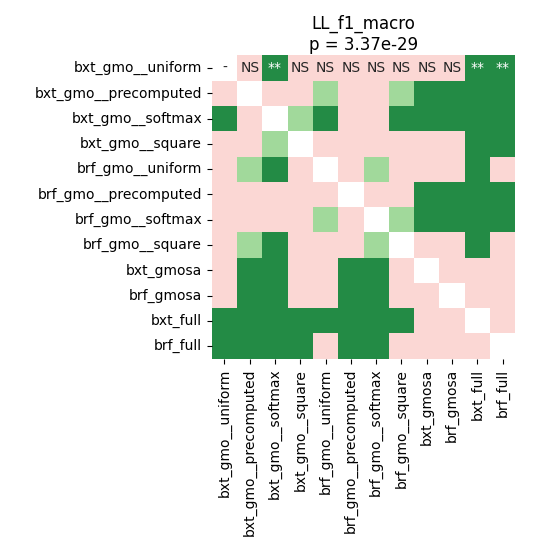 LL_f1_macro
p = 3.37e-29
bxt_gmo__uniform - NS ** NS NS NS NS NS NS NS ** **
bxt_gmo__precomputed
bxt_gmo__softmax
bxt_gmo__square
brf_gmo__uniform
brf_gmo__precomputed
brf_gmo__softmax
brf_gmo__square
bxt_gmosa
brf_gmosa
bxt_full
brf_full
bxt_gmo__uniform
bxt_gmo__precomputed
bxt_gmo__softmax
bxt_gmo__square
brf_gmo__uniform
brf_gmo__precomputed
brf_gmo__softmax
brf_gmo__square
bxt_gmosa
brf_gmosa
bxt_full
brf_full